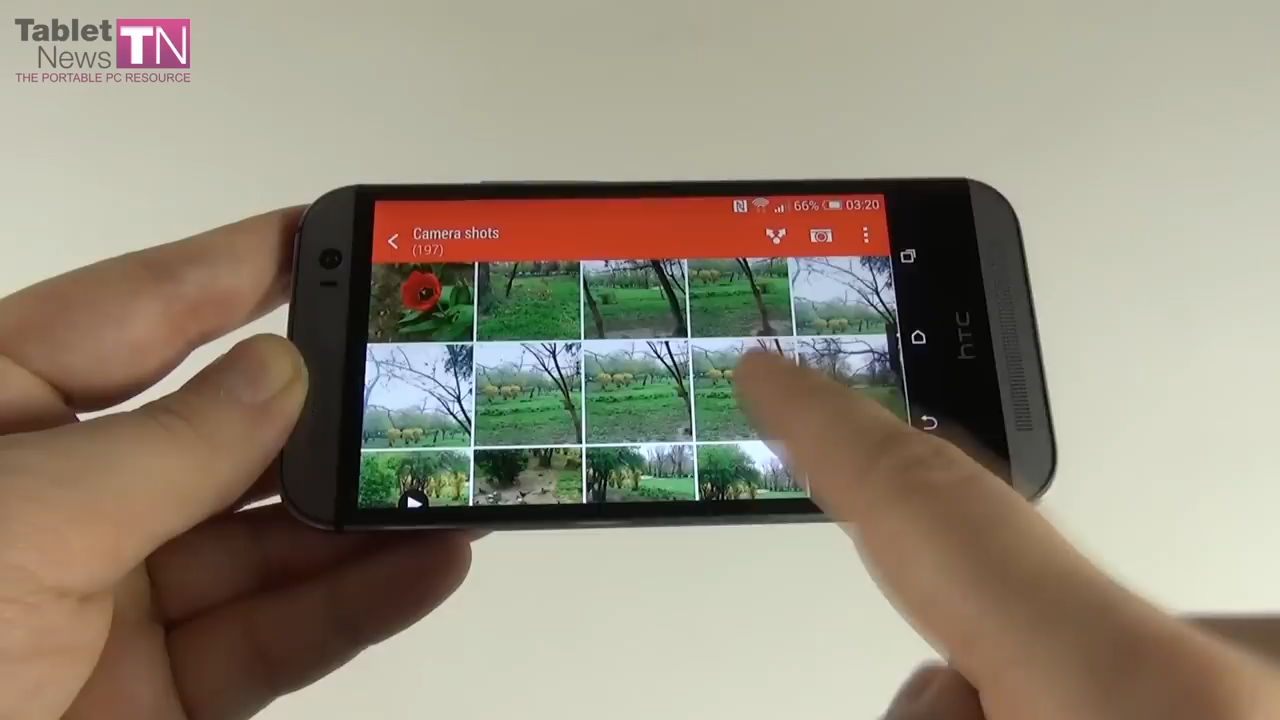 Tablet
News TN
THE PORTABLE PC RESOURCE
66% 03:20
Camera shots
(197)
hTC